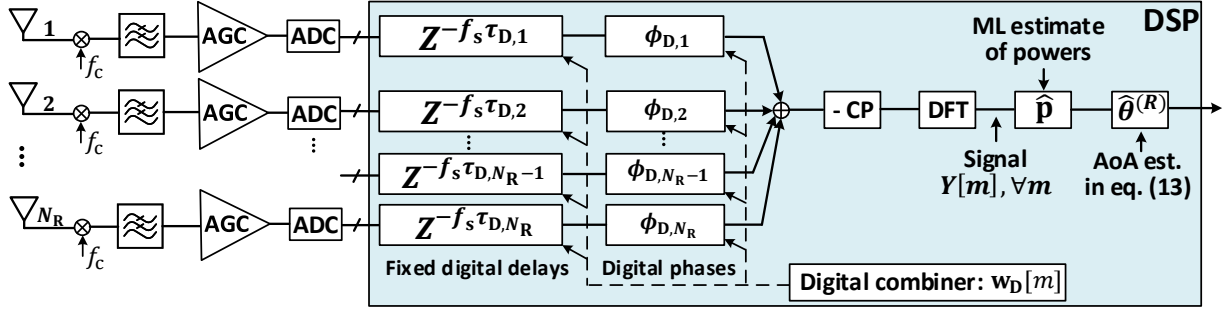 1
f_c
AGC
ADC
Z^{-f_s τ_{D,1}}
ϕ_{D,1}
ML estimate
of powers
DSP
2
f_c
AGC
ADC
Z^{-f_s τ_{D,2}}
ϕ_{D,2}
- CP
DFT
p̂
θ̂^{(R)}
Z^{-f_s τ_{D,N_R-1}}
ϕ_{D,N_R-1}
Signal
Y[m], ∀m
AoA est.
in eq. (13)
N_R
f_c
AGC
ADC
Z^{-f_s τ_{D,N_R}}
ϕ_{D,N_R}
Fixed digital delays
Digital phases
Digital combiner: w_D[m]